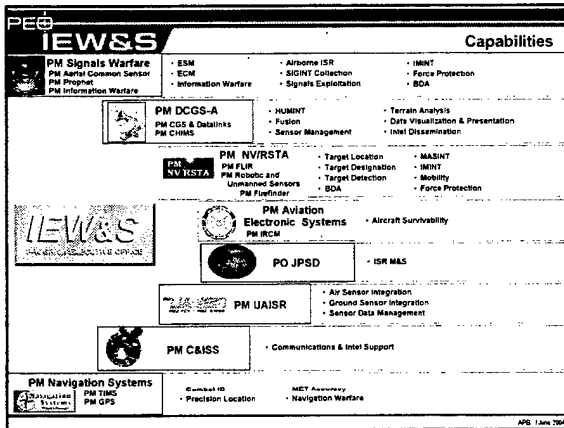 PEO
IEW&S
Capabilities
PM Signals Warfare
PM Aerial Common Sensor
PM Prophet
PM Information Warfare
• ESM
• ECM
• Information Warfare
• Airborne ISR
• SIGINT Collection
• Signals Exploitation
• IMINT
• Force Protection
• BDA
PM DCGS-A
PM CGS & Datalinks
PM CHIMS
• HUMINT
• Fusion
• Sensor Management
• Terrain Analysis
• Data Visualization & Presentation
• Intel Dissemination
PM
NV/RSTA
PM NV/RSTA
PM FLIR
PM Robotic and
Unmanned Sensors
PM Firefinder
• Target Location
• Target Designation
• Target Detection
• BDA
• MASINT
• IMINT
• Mobility
• Force Protection
IEW&S
PROGRAM EXECUTIVE OFFICE
PM Aviation
Electronic Systems
PM IRCM
• Aircraft Survivability
PO JPSD
• ISR M&S
PM UAISR
• Air Sensor Integration
• Ground Sensor Integration
• Sensor Data Management
PM C&ISS
• Communications & Intel Support
PM Navigation Systems
PM TIMS
PM GPS
Navigation
Systems
Combat ID
• Precision Location
MET Accuracy
• Navigation Warfare
APB 1 June 2004